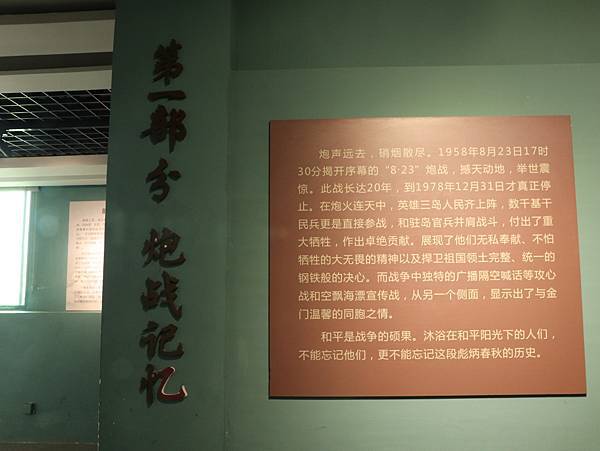 第一部分 炮战记忆
炮声远去，硝烟散尽。1958年8月23日17时
30分揭开序幕的“8·23”炮战，撼天动地，举世震
惊。此战长达20年，到1978年12月31日才真正停
止。在炮火连天中，英雄三岛人民齐上阵，数千基干
民兵更是直接参战，和驻岛官兵并肩战斗，付出了重
大牺牲，作出卓绝贡献。展现了他们无私奉献、不怕
牺牲的大无畏的精神以及捍卫祖国领土完整、统一的
钢铁般的决心。而战争中独特的广播隔空喊话等攻心
战和空飘海漂宣传战，从另一个侧面，显示出了与金
门温馨的同胞之情。
和平是战争的硕果。沐浴在和平阳光下的人们，
不能忘记他们，更不能忘记这段彪炳春秋的历史。